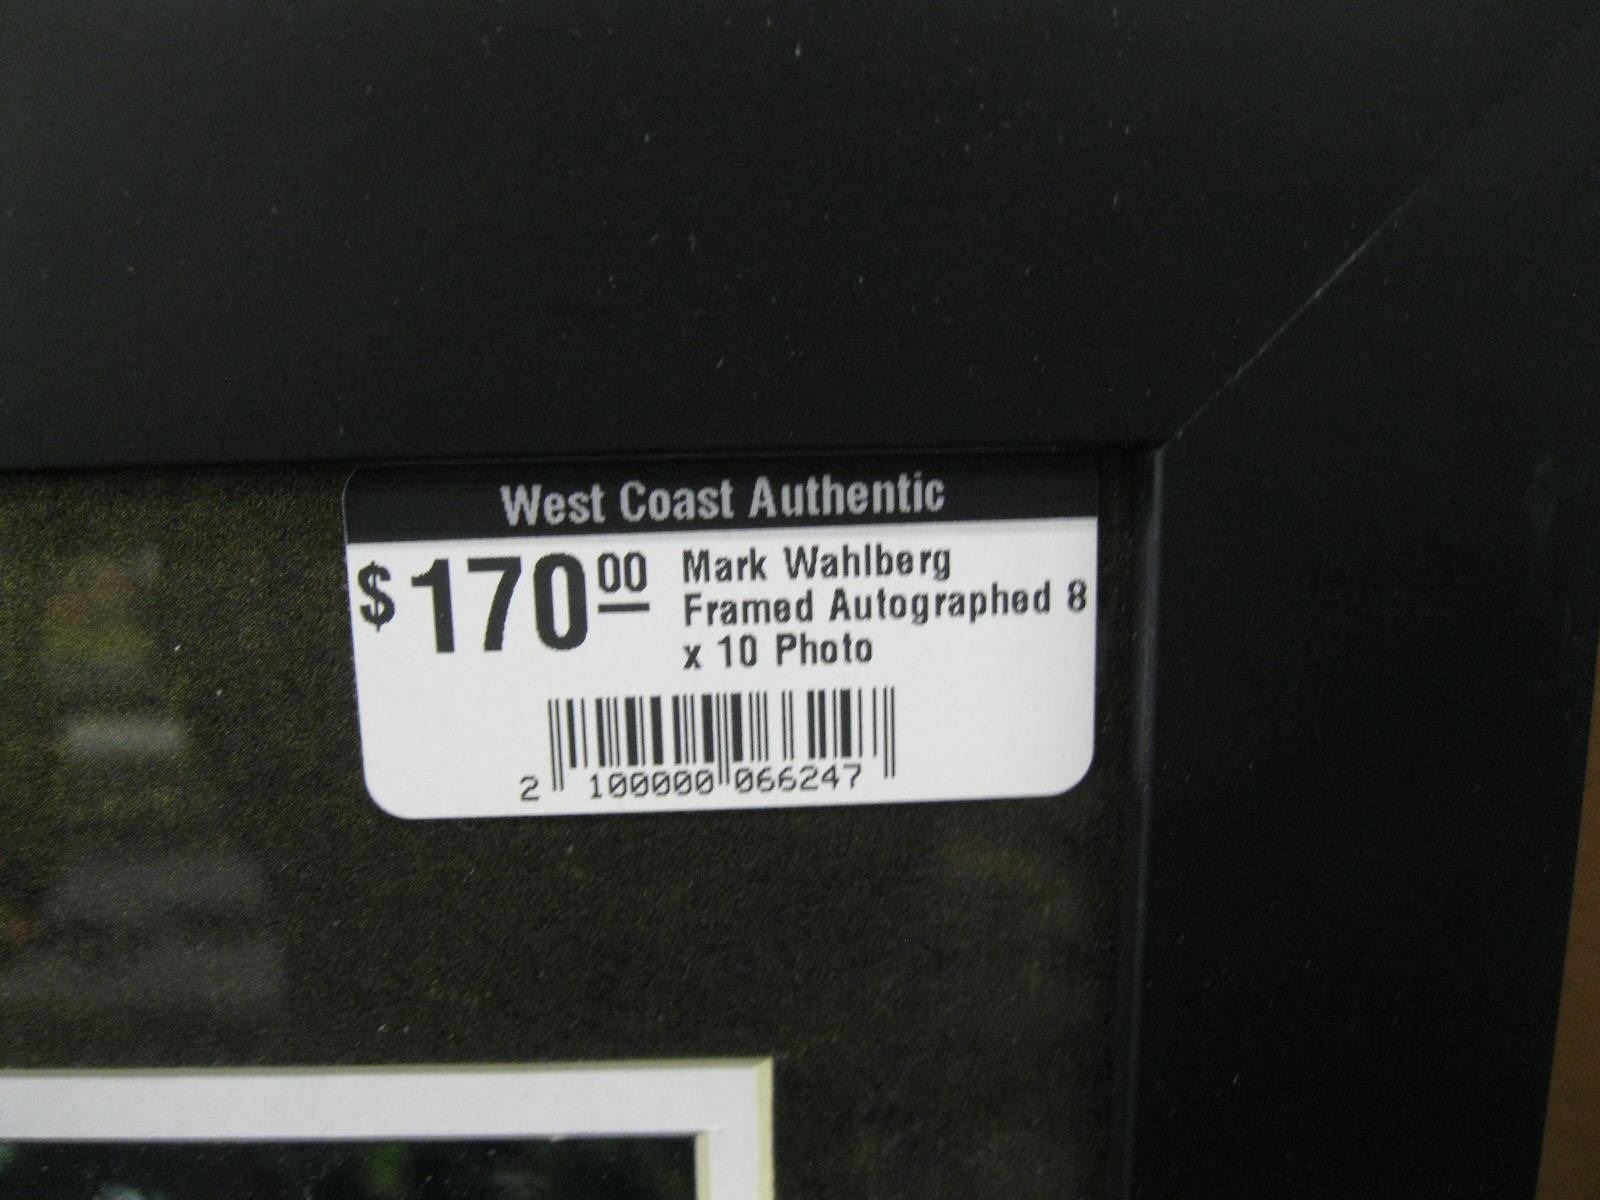 West Coast Authentic
$170.00 Mark Wahlberg
Framed Autographed 8
x 10 Photo
2 100000 066247